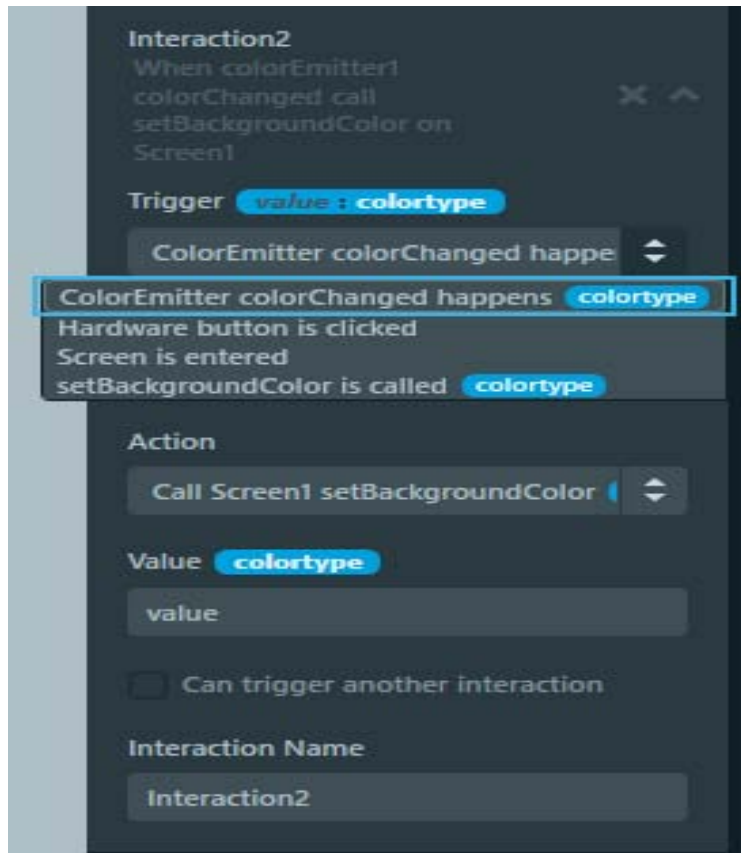 Interaction2
When colorEmitter1
colorChanged call
setBackgroundColor on
Screen1
Trigger value : colortype
ColorEmitter colorChanged happe
ColorEmitter colorChanged happens colortype
Hardware button is clicked
Screen is entered
setBackgroundColor is called colortype
Action
Call Screen1 setBackgroundColor
Value colortype
value
Can trigger another interaction
Interaction Name
Interaction2